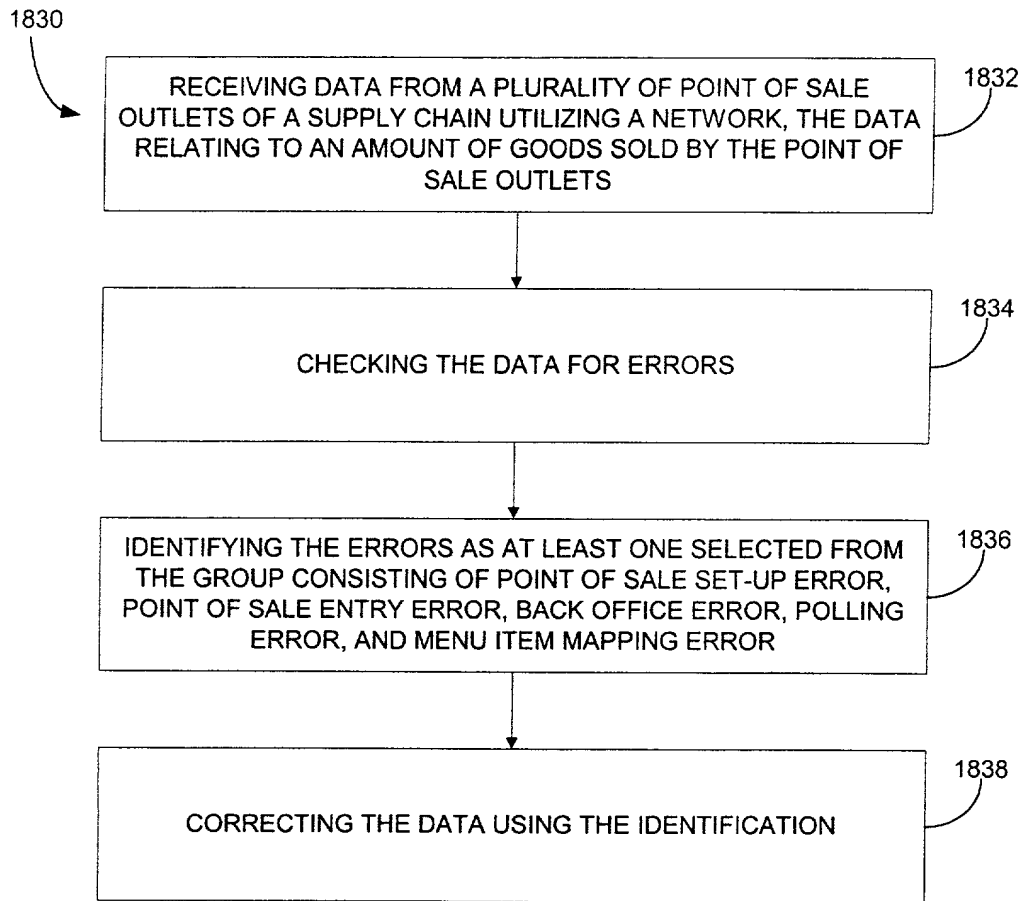 1830
RECEIVING DATA FROM A PLURALITY OF POINT OF SALE
OUTLETS OF A SUPPLY CHAIN UTILIZING A NETWORK, THE DATA
RELATING TO AN AMOUNT OF GOODS SOLD BY THE POINT OF
SALE OUTLETS
1832
CHECKING THE DATA FOR ERRORS
1834
IDENTIFYING THE ERRORS AS AT LEAST ONE SELECTED FROM
THE GROUP CONSISTING OF POINT OF SALE SET-UP ERROR,
POINT OF SALE ENTRY ERROR, BACK OFFICE ERROR, POLLING
ERROR, AND MENU ITEM MAPPING ERROR
1836
CORRECTING THE DATA USING THE IDENTIFICATION
1838